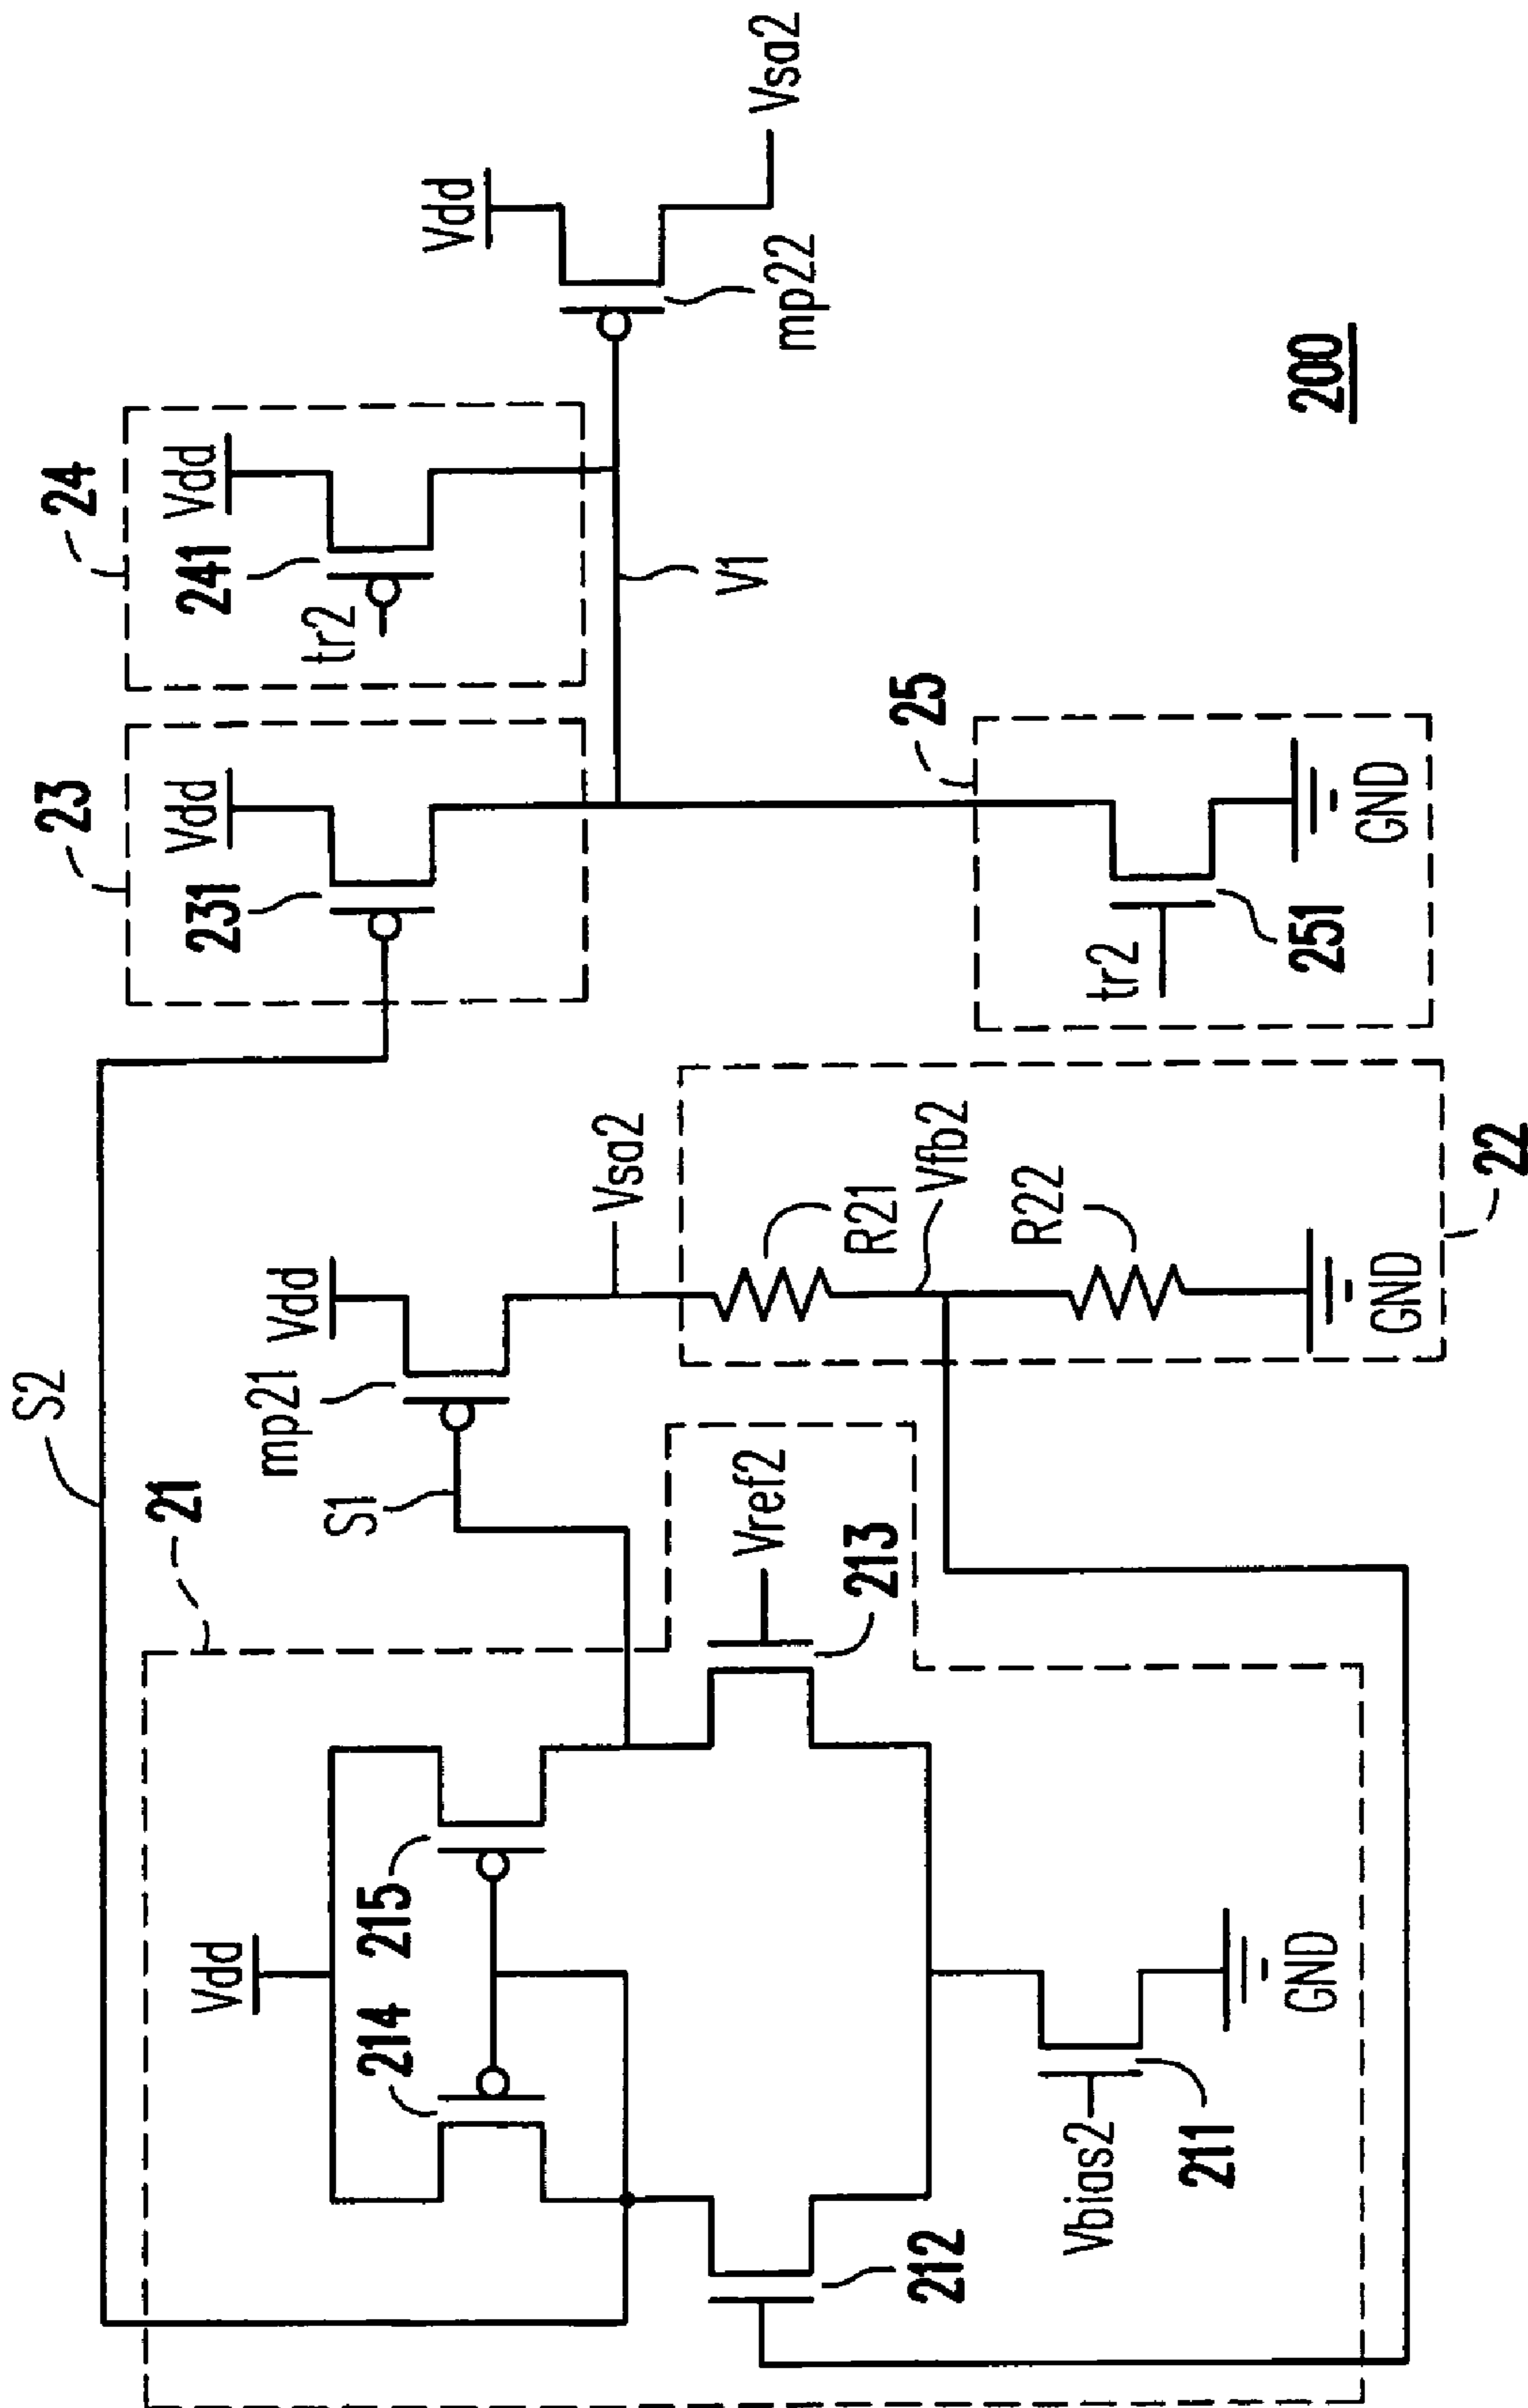 S2
21
Vdd
214
215
212
Vbias2
211
GND
213
Vref2
S1
mp21
Vdd
Vsa2
R21
Vfb2
R22
GND
22
23
Vdd
231
24
Vdd
241
tr2
V1
25
tr2
251
GND
Vdd
mp22
Vsa2
200